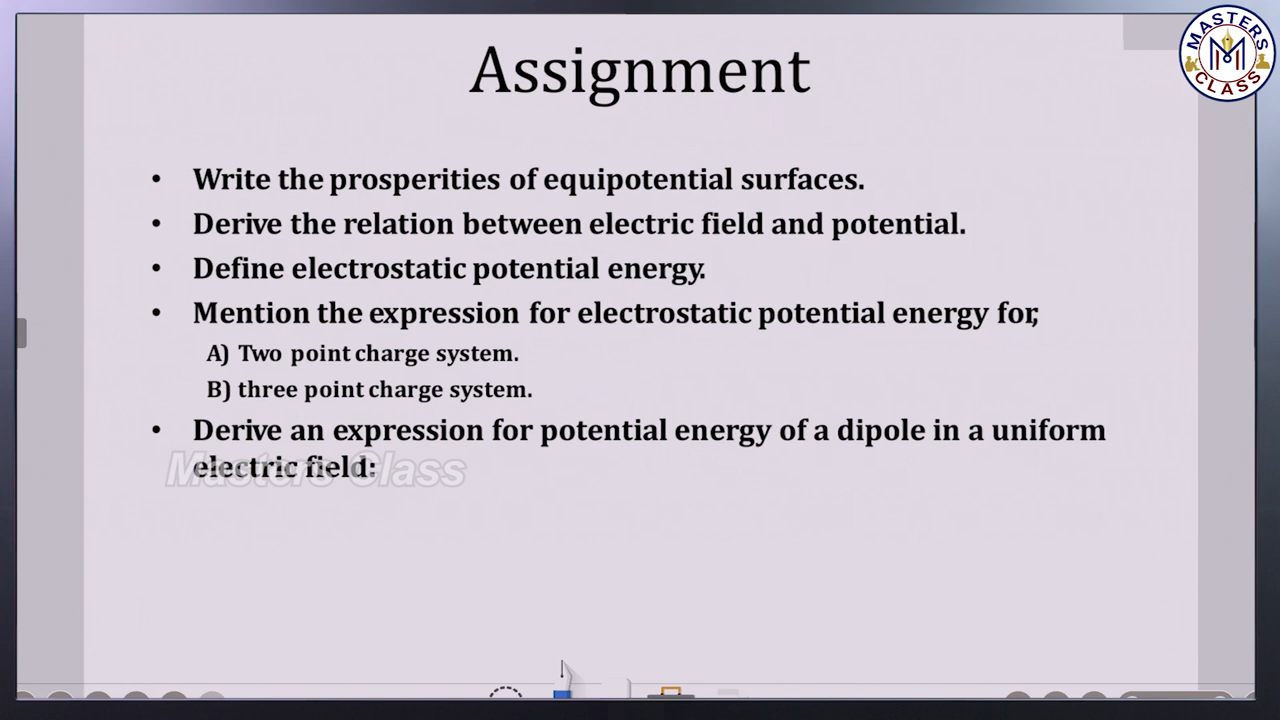 Assignment
MASTERS
CLASS
• Write the prosperities of equipotential surfaces.
• Derive the relation between electric field and potential.
• Define electrostatic potential energy.
• Mention the expression for electrostatic potential energy for,
A) Two point charge system.
B) three point charge system.
• Derive an expression for potential energy of a dipole in a uniform
electric field:
Masters Class